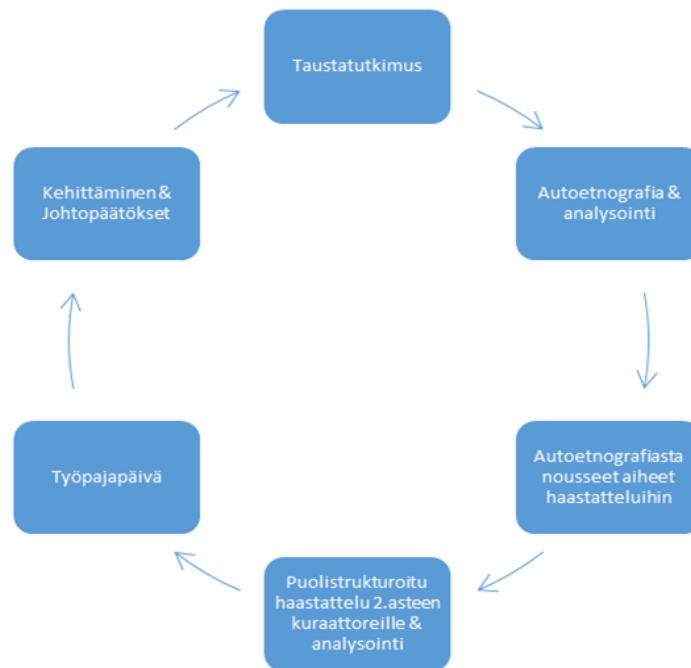 Taustatutkimus
Autoetnografia &
analysointi
Autoetnografiasta
nousseet aiheet
haastatteluihin
Puolistrukturoitu
haastattelu 2.asteen
kuraattoreille &
analysointi
Työpajapäivä
Kehittäminen &
Johtopäätökset